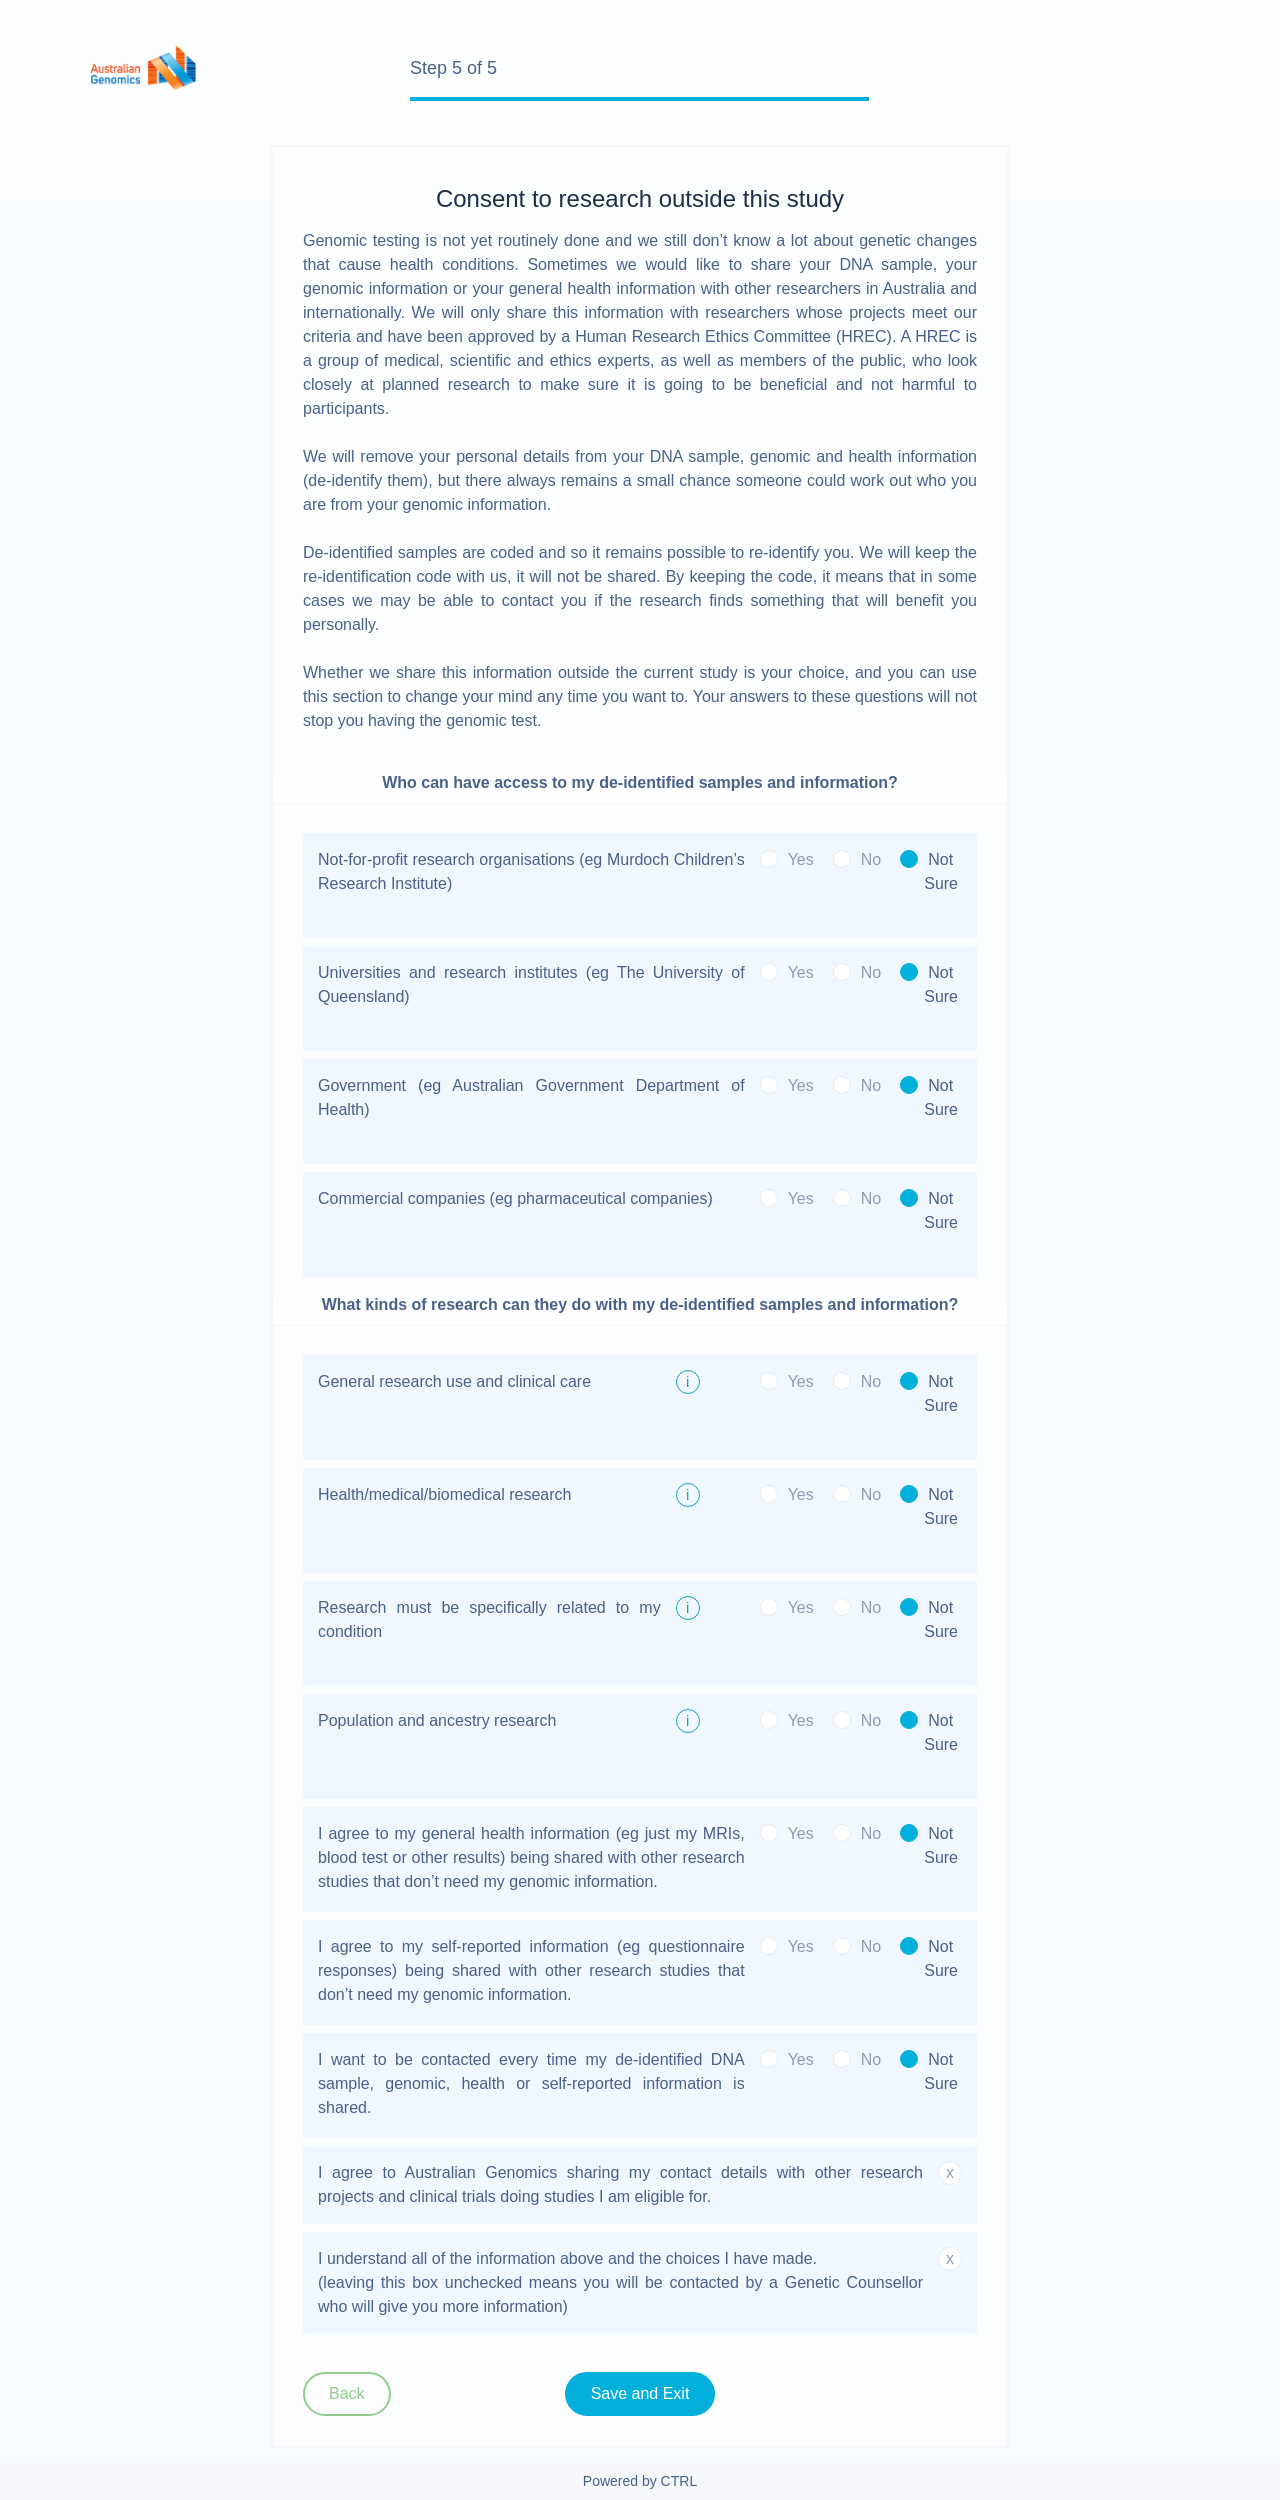 Australian
Genomics
Step 5 of 5
Consent to research outside this study
Genomic testing is not yet routinely done and we still don’t know a lot about genetic changes
that cause health conditions. Sometimes we would like to share your DNA sample, your
genomic information or your general health information with other researchers in Australia and
internationally. We will only share this information with researchers whose projects meet our
criteria and have been approved by a Human Research Ethics Committee (HREC). A HREC is
a group of medical, scientific and ethics experts, as well as members of the public, who look
closely at planned research to make sure it is going to be beneficial and not harmful to
participants.
We will remove your personal details from your DNA sample, genomic and health information
(de-identify them), but there always remains a small chance someone could work out who you
are from your genomic information.
De-identified samples are coded and so it remains possible to re-identify you. We will keep the
re-identification code with us, it will not be shared. By keeping the code, it means that in some
cases we may be able to contact you if the research finds something that will benefit you
personally.
Whether we share this information outside the current study is your choice, and you can use
this section to change your mind any time you want to. Your answers to these questions will not
stop you having the genomic test.
Who can have access to my de-identified samples and information?
Not-for-profit research organisations (eg Murdoch Children’s Yes No Not
Research Institute) Sure
Universities and research institutes (eg The University of Yes No Not
Queensland) Sure
Government (eg Australian Government Department of Yes No Not
Health) Sure
Commercial companies (eg pharmaceutical companies) Yes No Not
Sure
What kinds of research can they do with my de-identified samples and information?
General research use and clinical care i Yes No Not
Sure
Health/medical/biomedical research i Yes No Not
Sure
Research must be specifically related to my i Yes No Not
condition Sure
Population and ancestry research i Yes No Not
Sure
I agree to my general health information (eg just my MRIs, Yes No Not
blood test or other results) being shared with other research Sure
studies that don’t need my genomic information.
I agree to my self-reported information (eg questionnaire Yes No Not
responses) being shared with other research studies that Sure
don’t need my genomic information.
I want to be contacted every time my de-identified DNA Yes No Not
sample, genomic, health or self-reported information is Sure
shared.
I agree to Australian Genomics sharing my contact details with other research x
projects and clinical trials doing studies I am eligible for.
I understand all of the information above and the choices I have made. x
(leaving this box unchecked means you will be contacted by a Genetic Counsellor
who will give you more information)
Back Save and Exit
Powered by CTRL